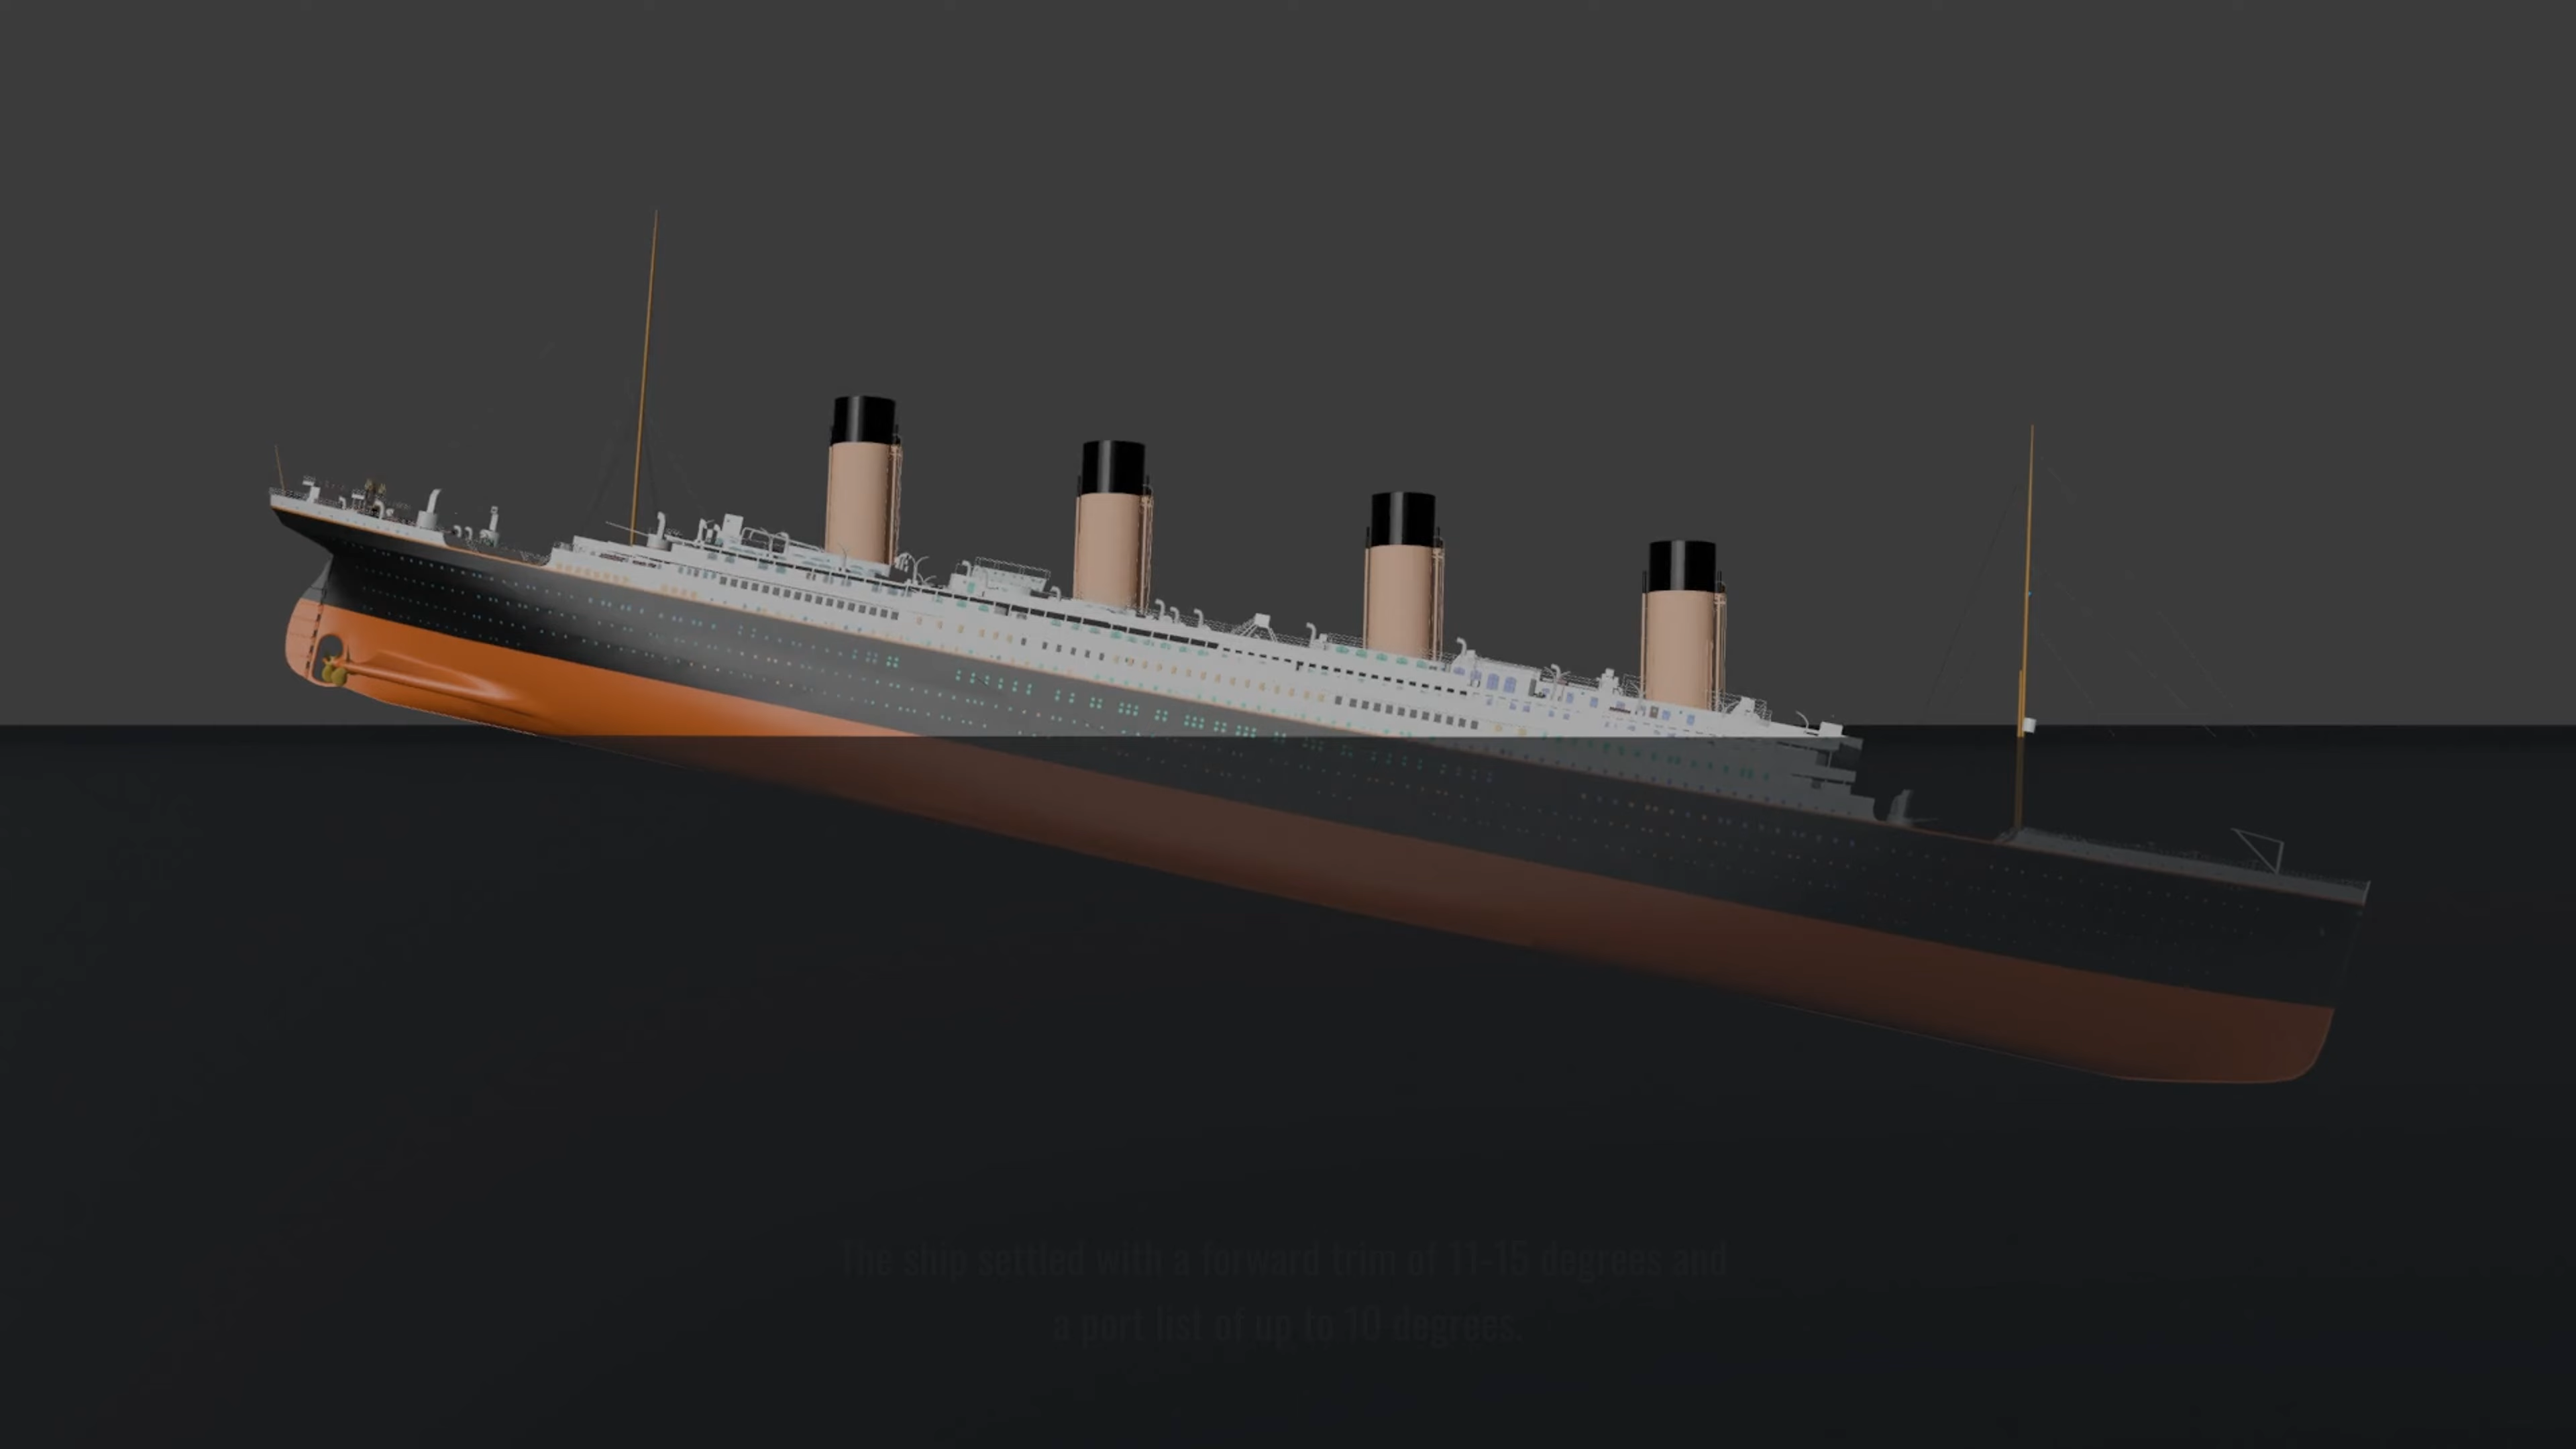 The ship settled with a forward trim of 11-15 degrees and
a port list of up to 10 degrees.